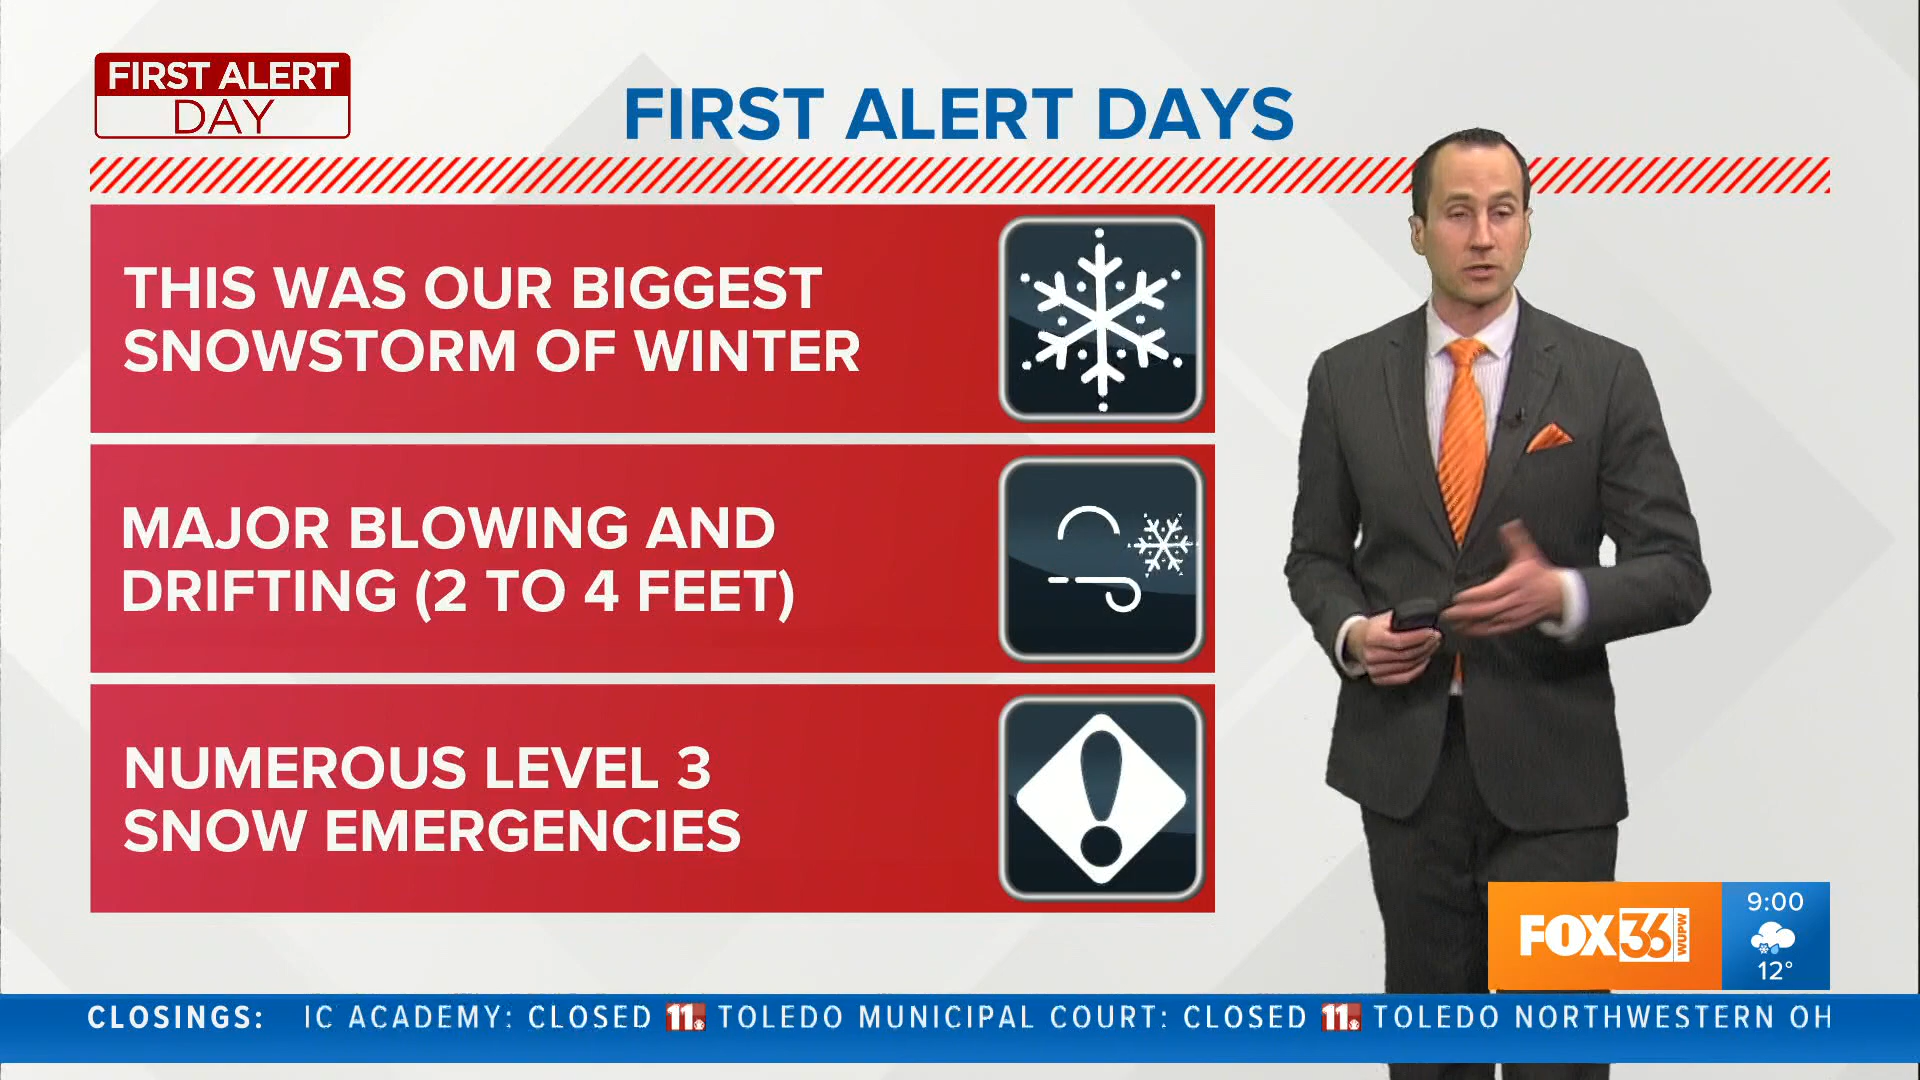 FIRST ALERT
DAY
FIRST ALERT DAYS
THIS WAS OUR BIGGEST
SNOWSTORM OF WINTER
MAJOR BLOWING AND
DRIFTING (2 TO 4 FEET)
NUMEROUS LEVEL 3
SNOW EMERGENCIES
FOX 36 WUPW
9:00
12°
CLOSINGS: IC ACADEMY: CLOSED 11 TOLEDO MUNICIPAL COURT: CLOSED 11 TOLEDO NORTHWESTERN OH